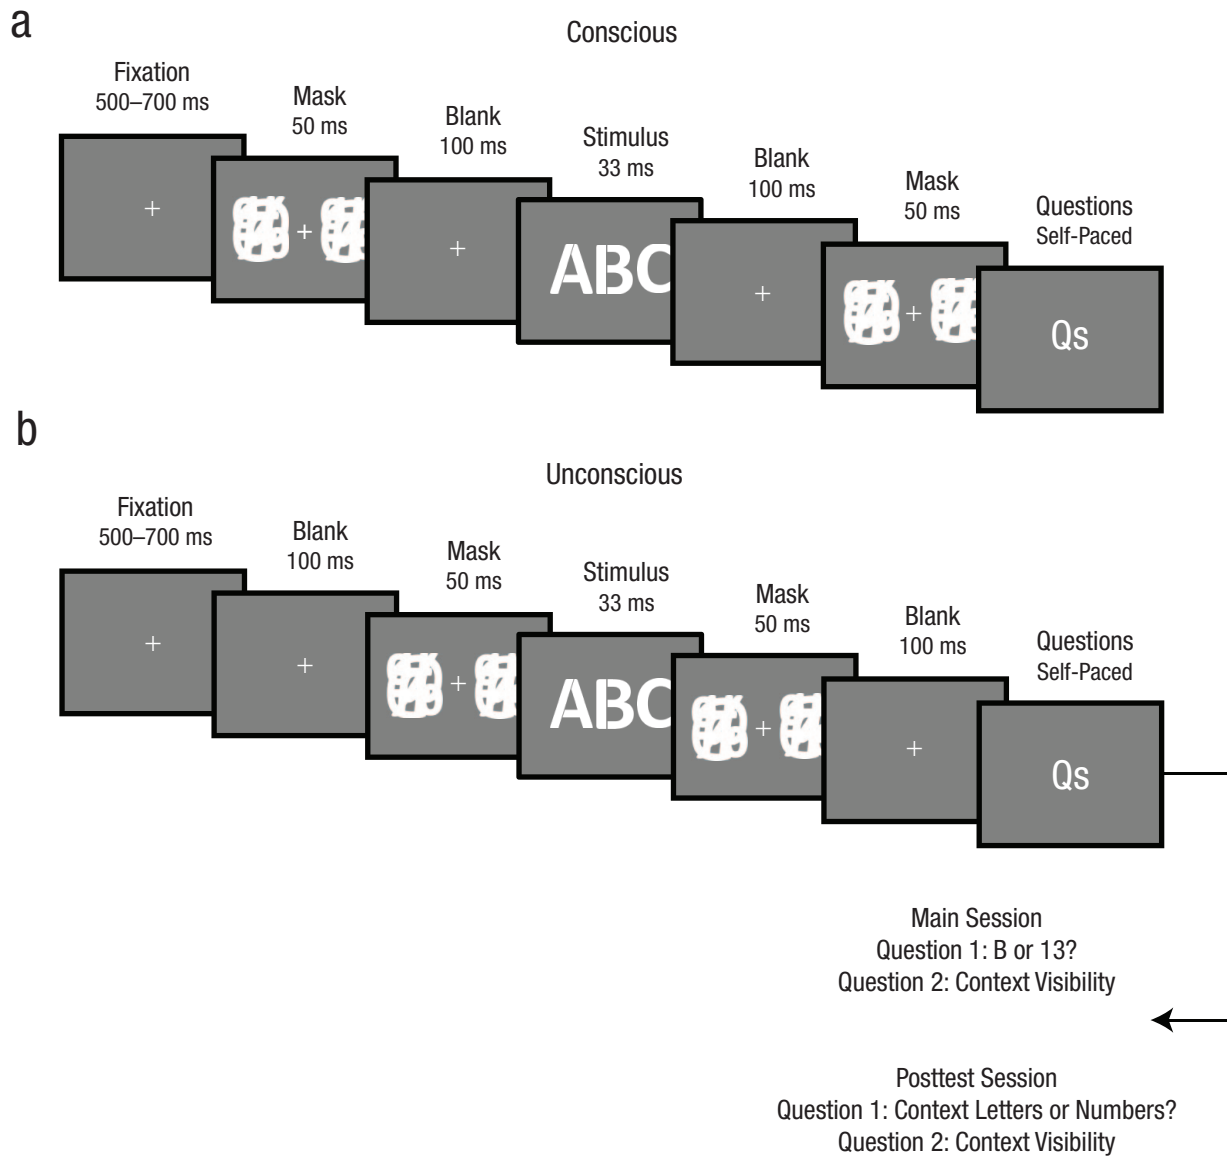 a
Conscious
Fixation
500–700 ms
Mask
50 ms
Blank
100 ms
Stimulus
33 ms
Blank
100 ms
Mask
50 ms
Questions
Self-Paced
+
+
+
ABC
+
+
Qs
b
Unconscious
Fixation
500–700 ms
Blank
100 ms
Mask
50 ms
Stimulus
33 ms
Mask
50 ms
Blank
100 ms
Questions
Self-Paced
+
+
+
ABC
+
+
Qs
Main Session
Question 1: B or 13?
Question 2: Context Visibility
Posttest Session
Question 1: Context Letters or Numbers?
Question 2: Context Visibility